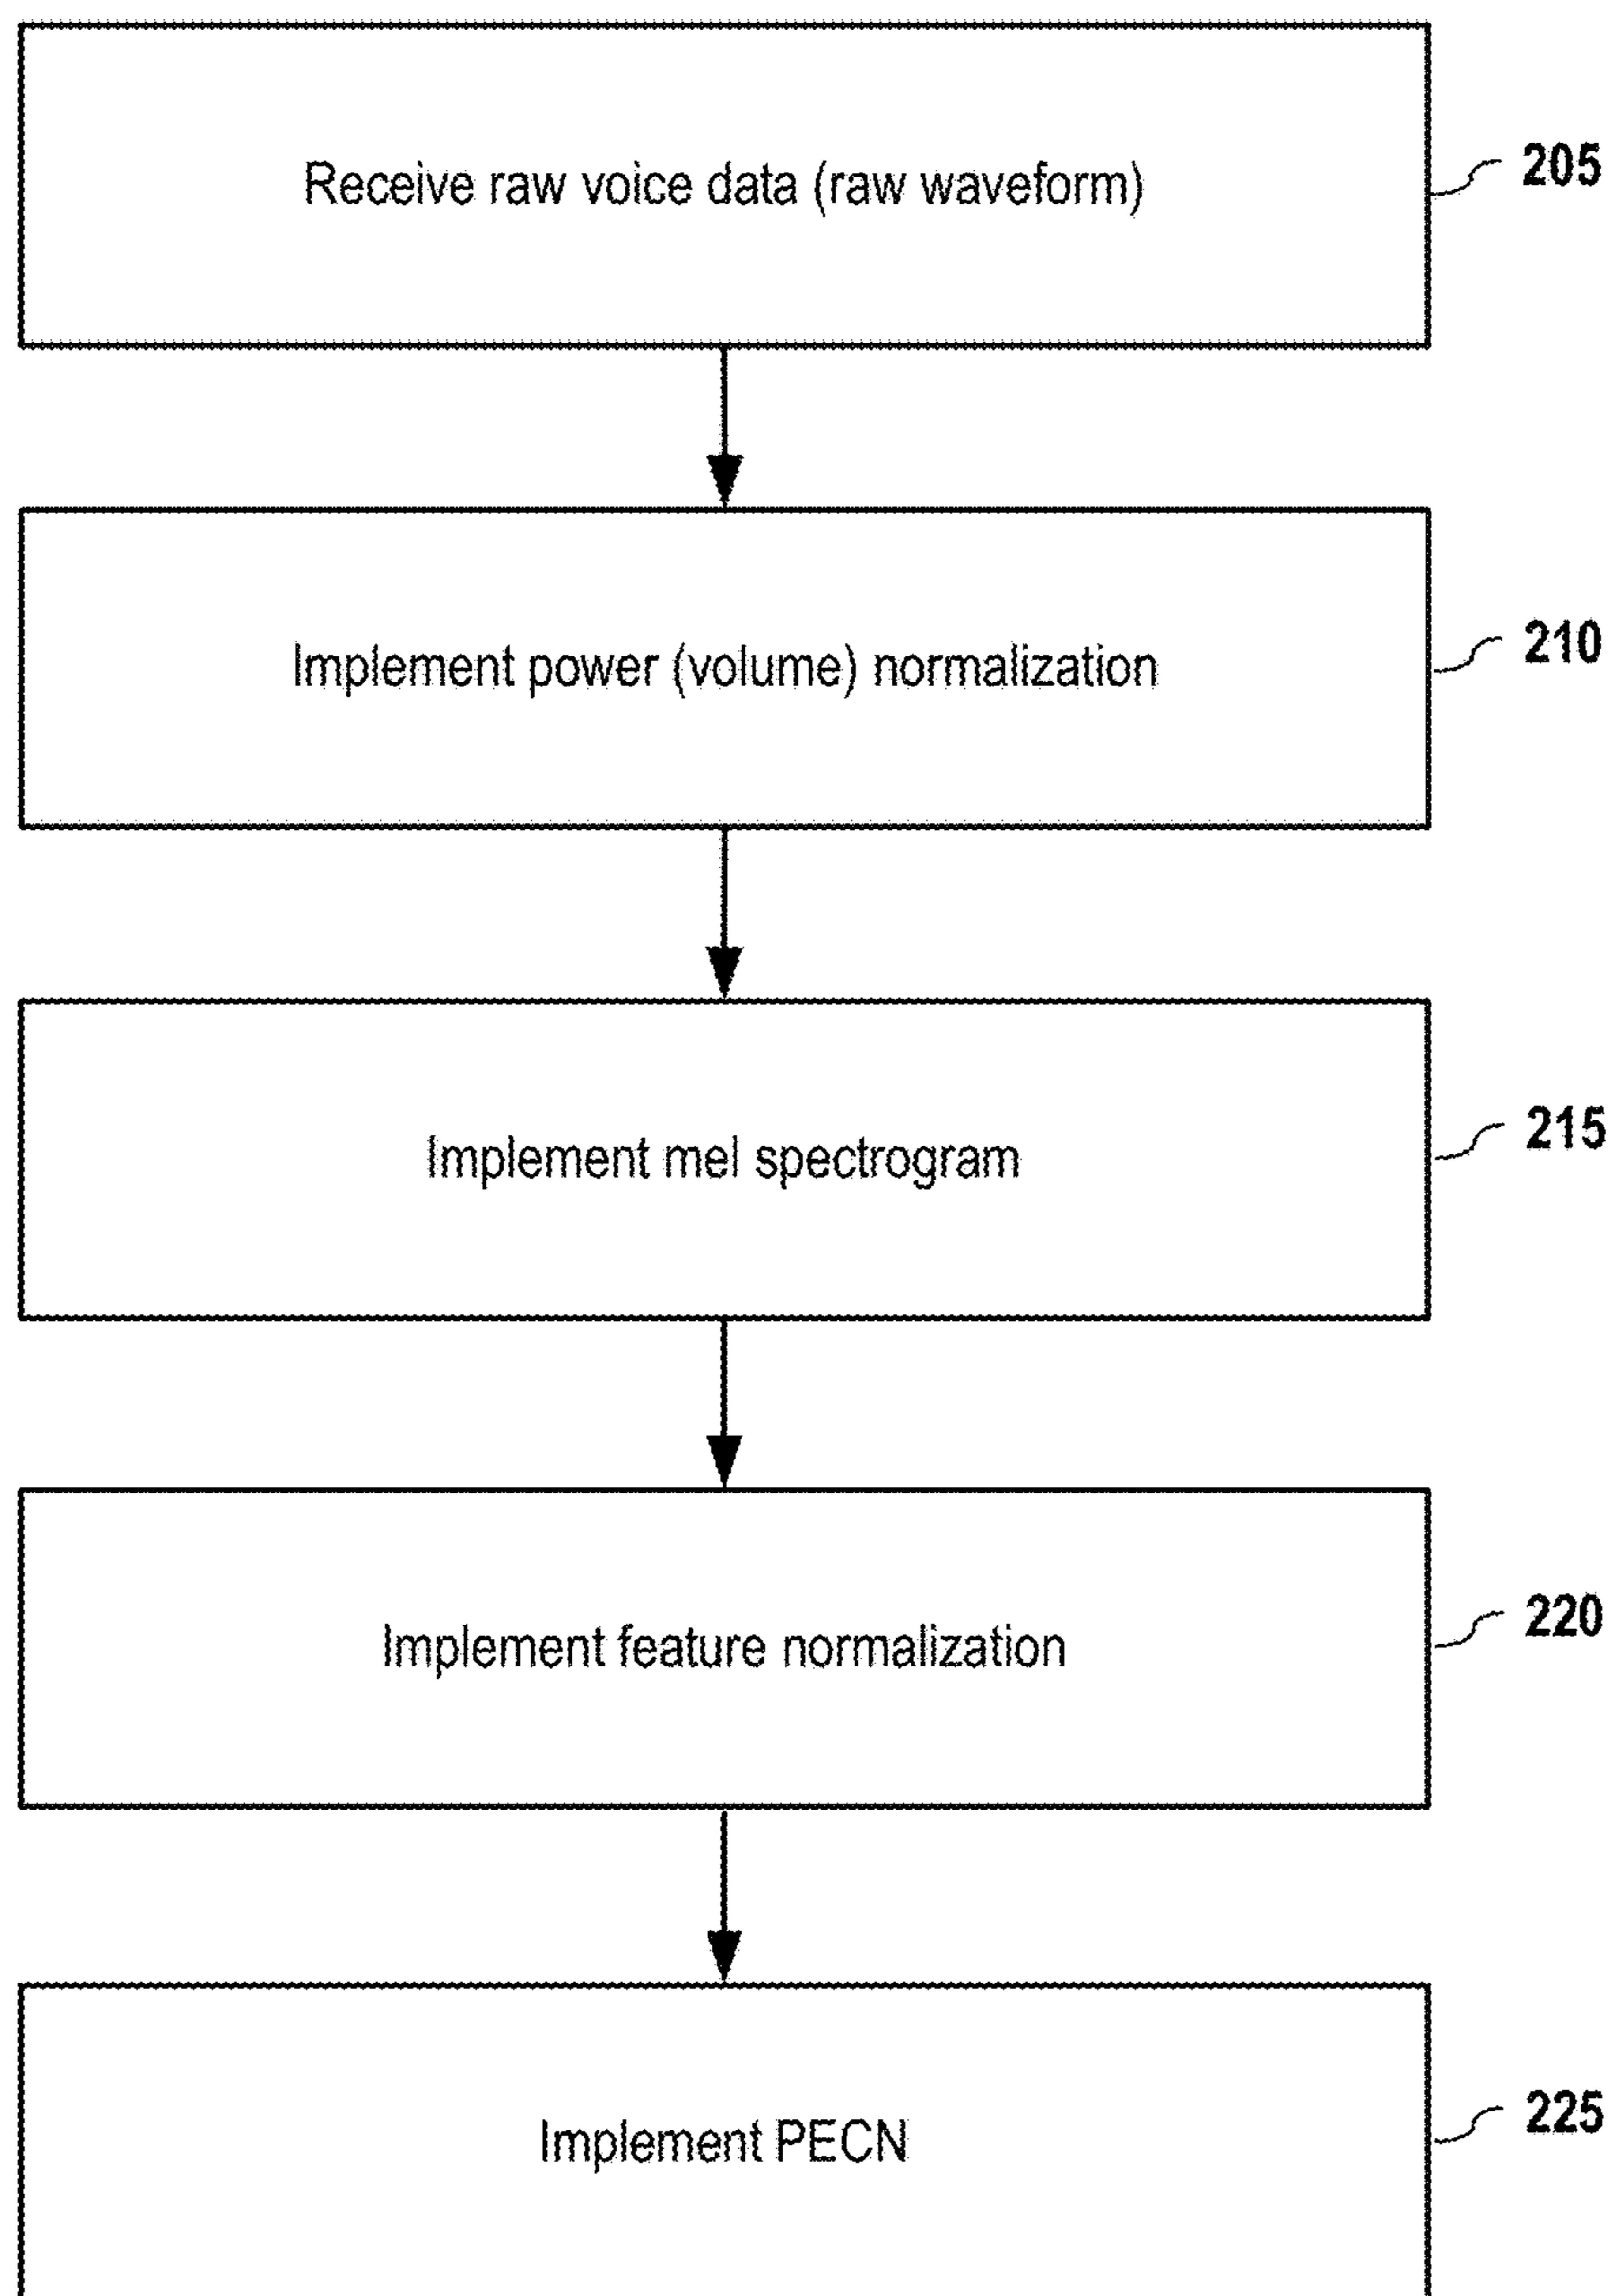 Receive raw voice data (raw waveform)
205
Implement power (volume) normalization
210
Implement mel spectrogram
215
Implement feature normalization
220
Implement PECN
225